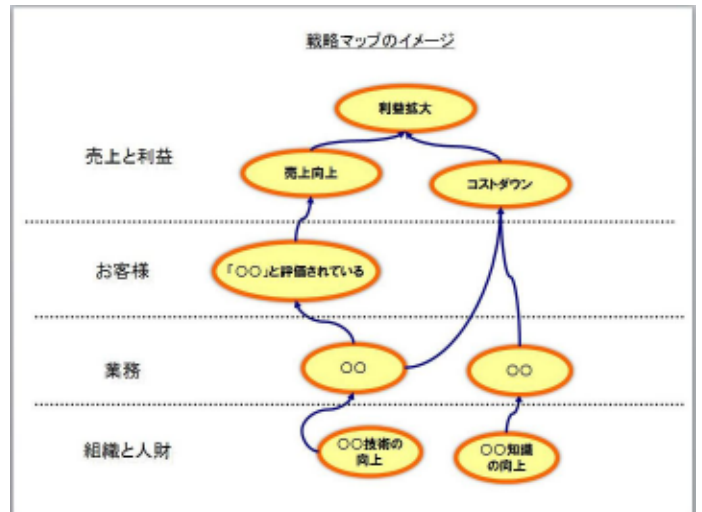 戦略マップのイメージ
利益拡大
売上と利益
売上向上
コストダウン
お客様
「○○」と評価されている
業務
○○
○○
組織と人財
○○技術の
向上
○○知識
の向上